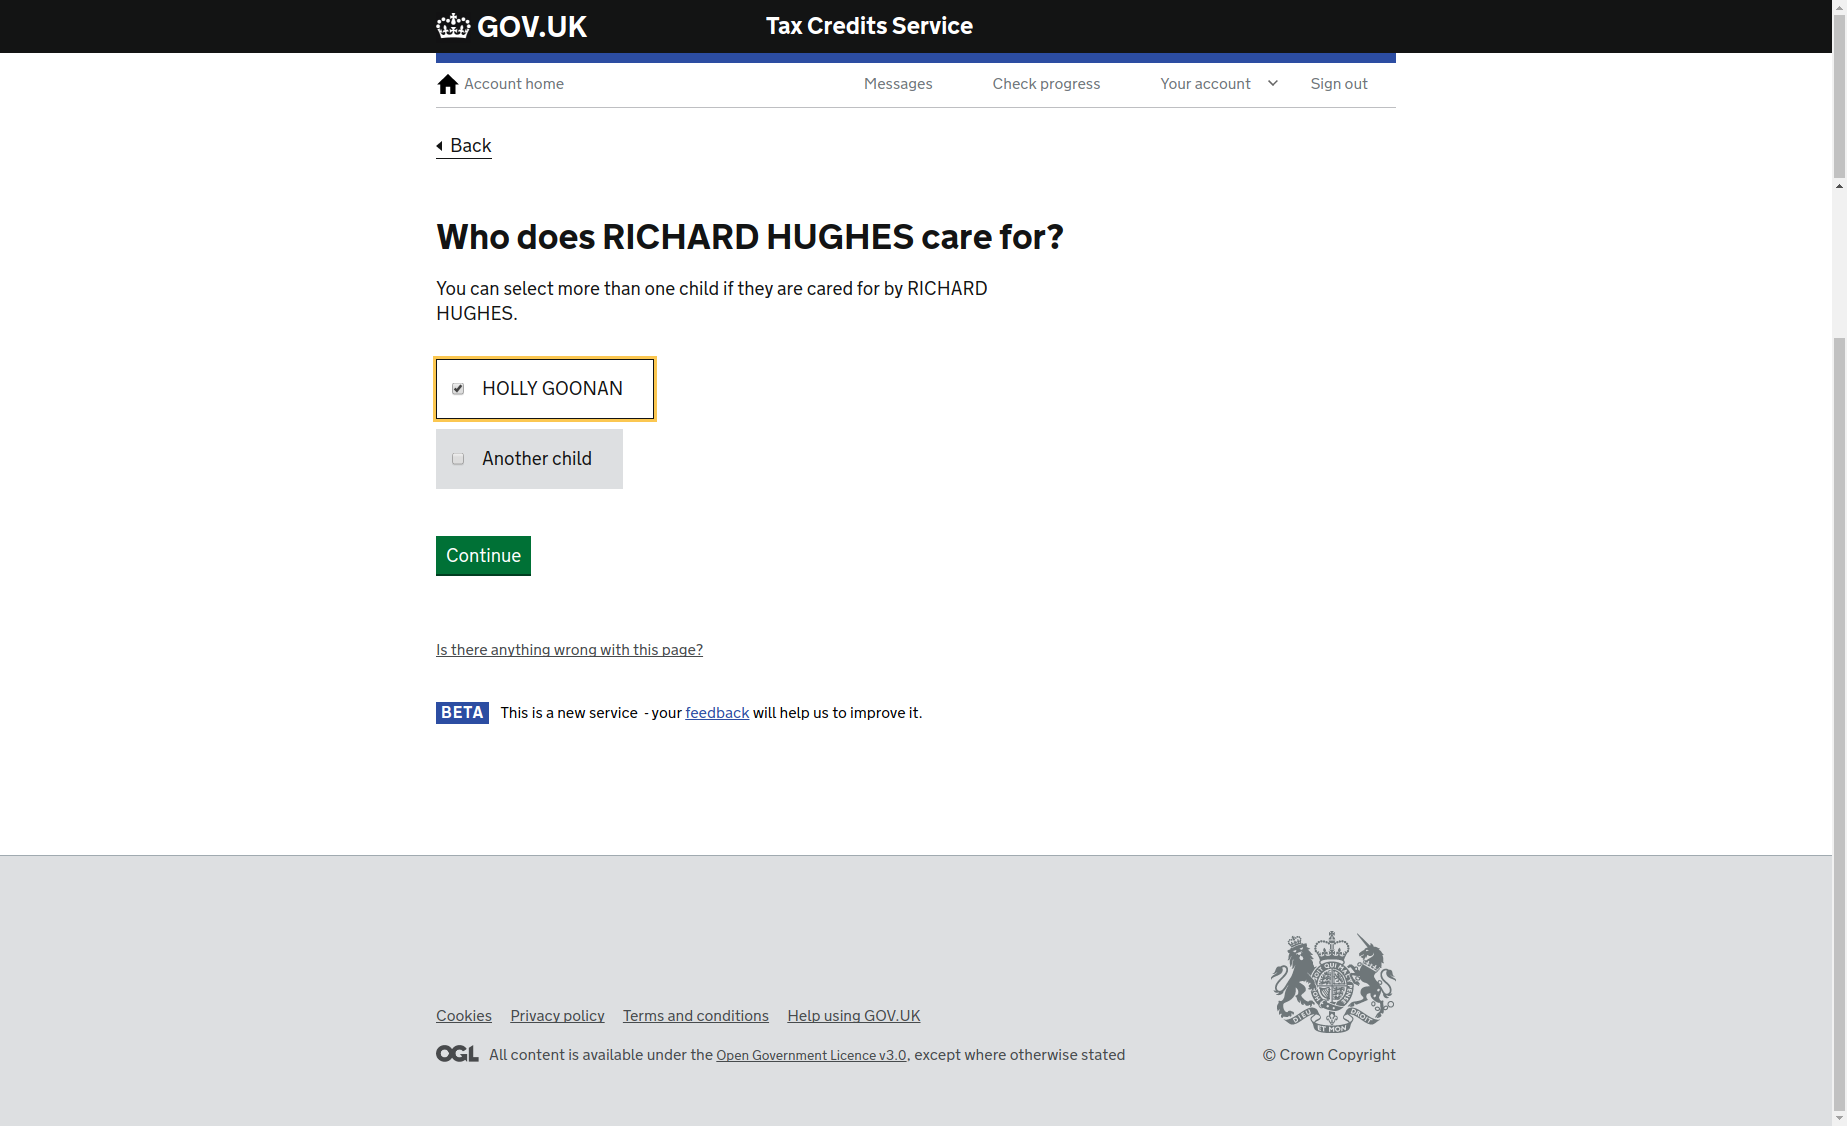 GOV.UK
Tax Credits Service
Account home
Messages
Check progress
Your account
Sign out
Back
Who does RICHARD HUGHES care for?
You can select more than one child if they are cared for by RICHARD
HUGHES.
HOLLY GOONAN
Another child
Continue
Is there anything wrong with this page?
BETA This is a new service - your feedback will help us to improve it.
Cookies Privacy policy Terms and conditions Help using GOV.UK
OGL All content is available under the Open Government Licence v3.0, except where otherwise stated
DIEU ET MON DROIT
© Crown Copyright